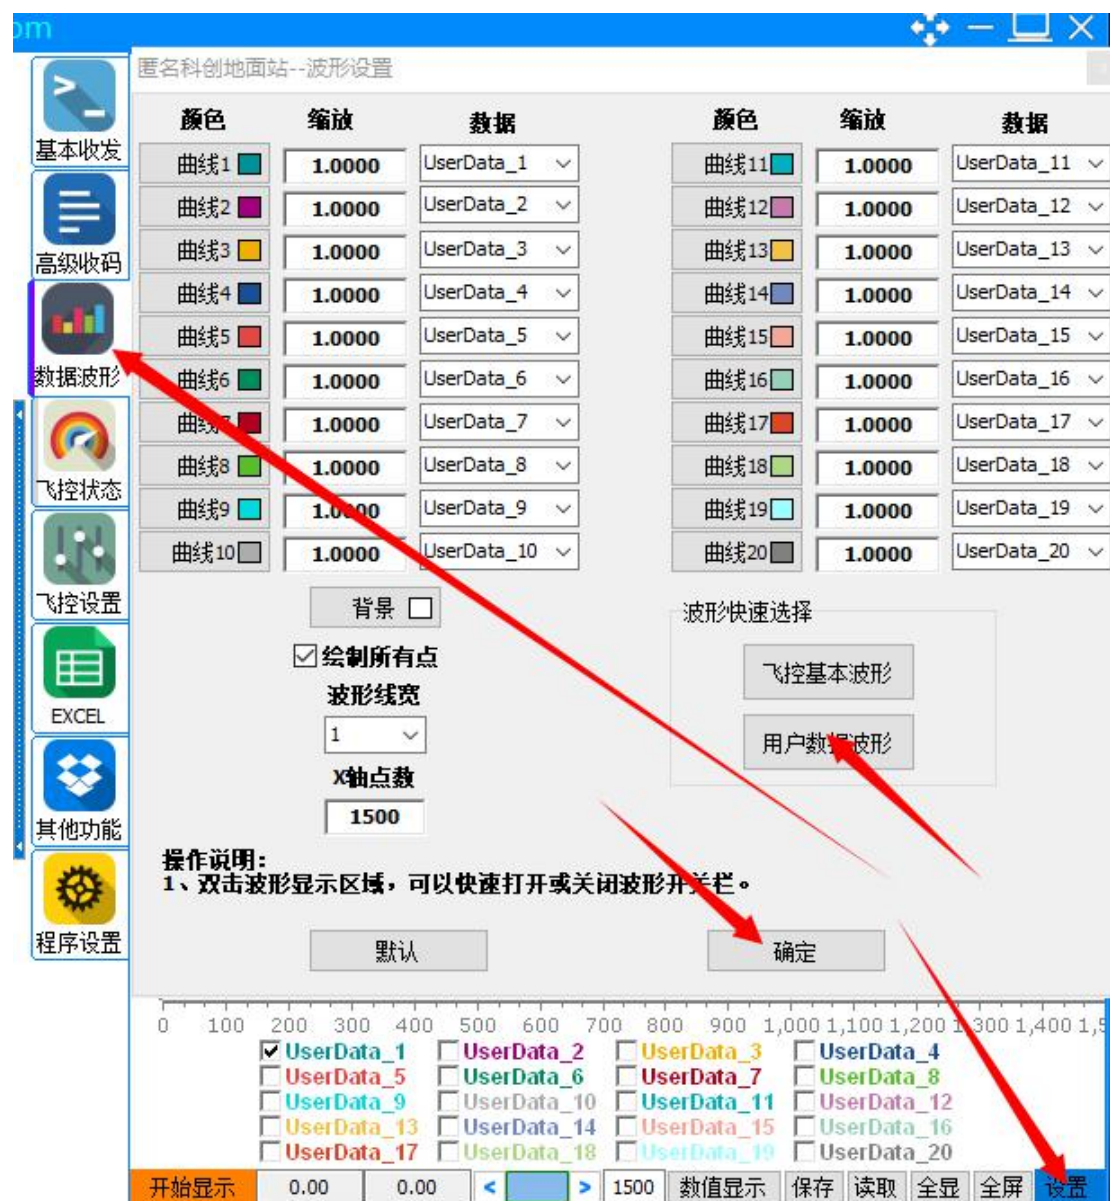 om
匿名科创地面站--波形设置
基本收发
高级收码
数据波形
飞控状态
飞控设置
EXCEL
其他功能
程序设置
颜色 缩放 数据 颜色 缩放 数据
曲线1 1.0000 UserData_1 曲线11 1.0000 UserData_11
曲线2 1.0000 UserData_2 曲线12 1.0000 UserData_12
曲线3 1.0000 UserData_3 曲线13 1.0000 UserData_13
曲线4 1.0000 UserData_4 曲线14 1.0000 UserData_14
曲线5 1.0000 UserData_5 曲线15 1.0000 UserData_15
曲线6 1.0000 UserData_6 曲线16 1.0000 UserData_16
曲线7 1.0000 UserData_7 曲线17 1.0000 UserData_17
曲线8 1.0000 UserData_8 曲线18 1.0000 UserData_18
曲线9 1.0000 UserData_9 曲线19 1.0000 UserData_19
曲线10 1.0000 UserData_10 曲线20 1.0000 UserData_20
背景
绘制所有点
波形线宽
1
X轴点数
1500
波形快速选择
飞控基本波形
用户数据波形
操作说明:
1、双击波形显示区域，可以快速打开或关闭波形开关栏。
默认 确定
0 100 200 300 400 500 600 700 800 900 1,000 1,100 1,200 1,300 1,400 1,5
UserData_1 UserData_2 UserData_3 UserData_4
UserData_5 UserData_6 UserData_7 UserData_8
UserData_9 UserData_10 UserData_11 UserData_12
UserData_13 UserData_14 UserData_15 UserData_16
UserData_17 UserData_18 UserData_19 UserData_20
开始显示 0.00 0.00 < > 1500 数值显示 保存 读取 全显 全屏 设置